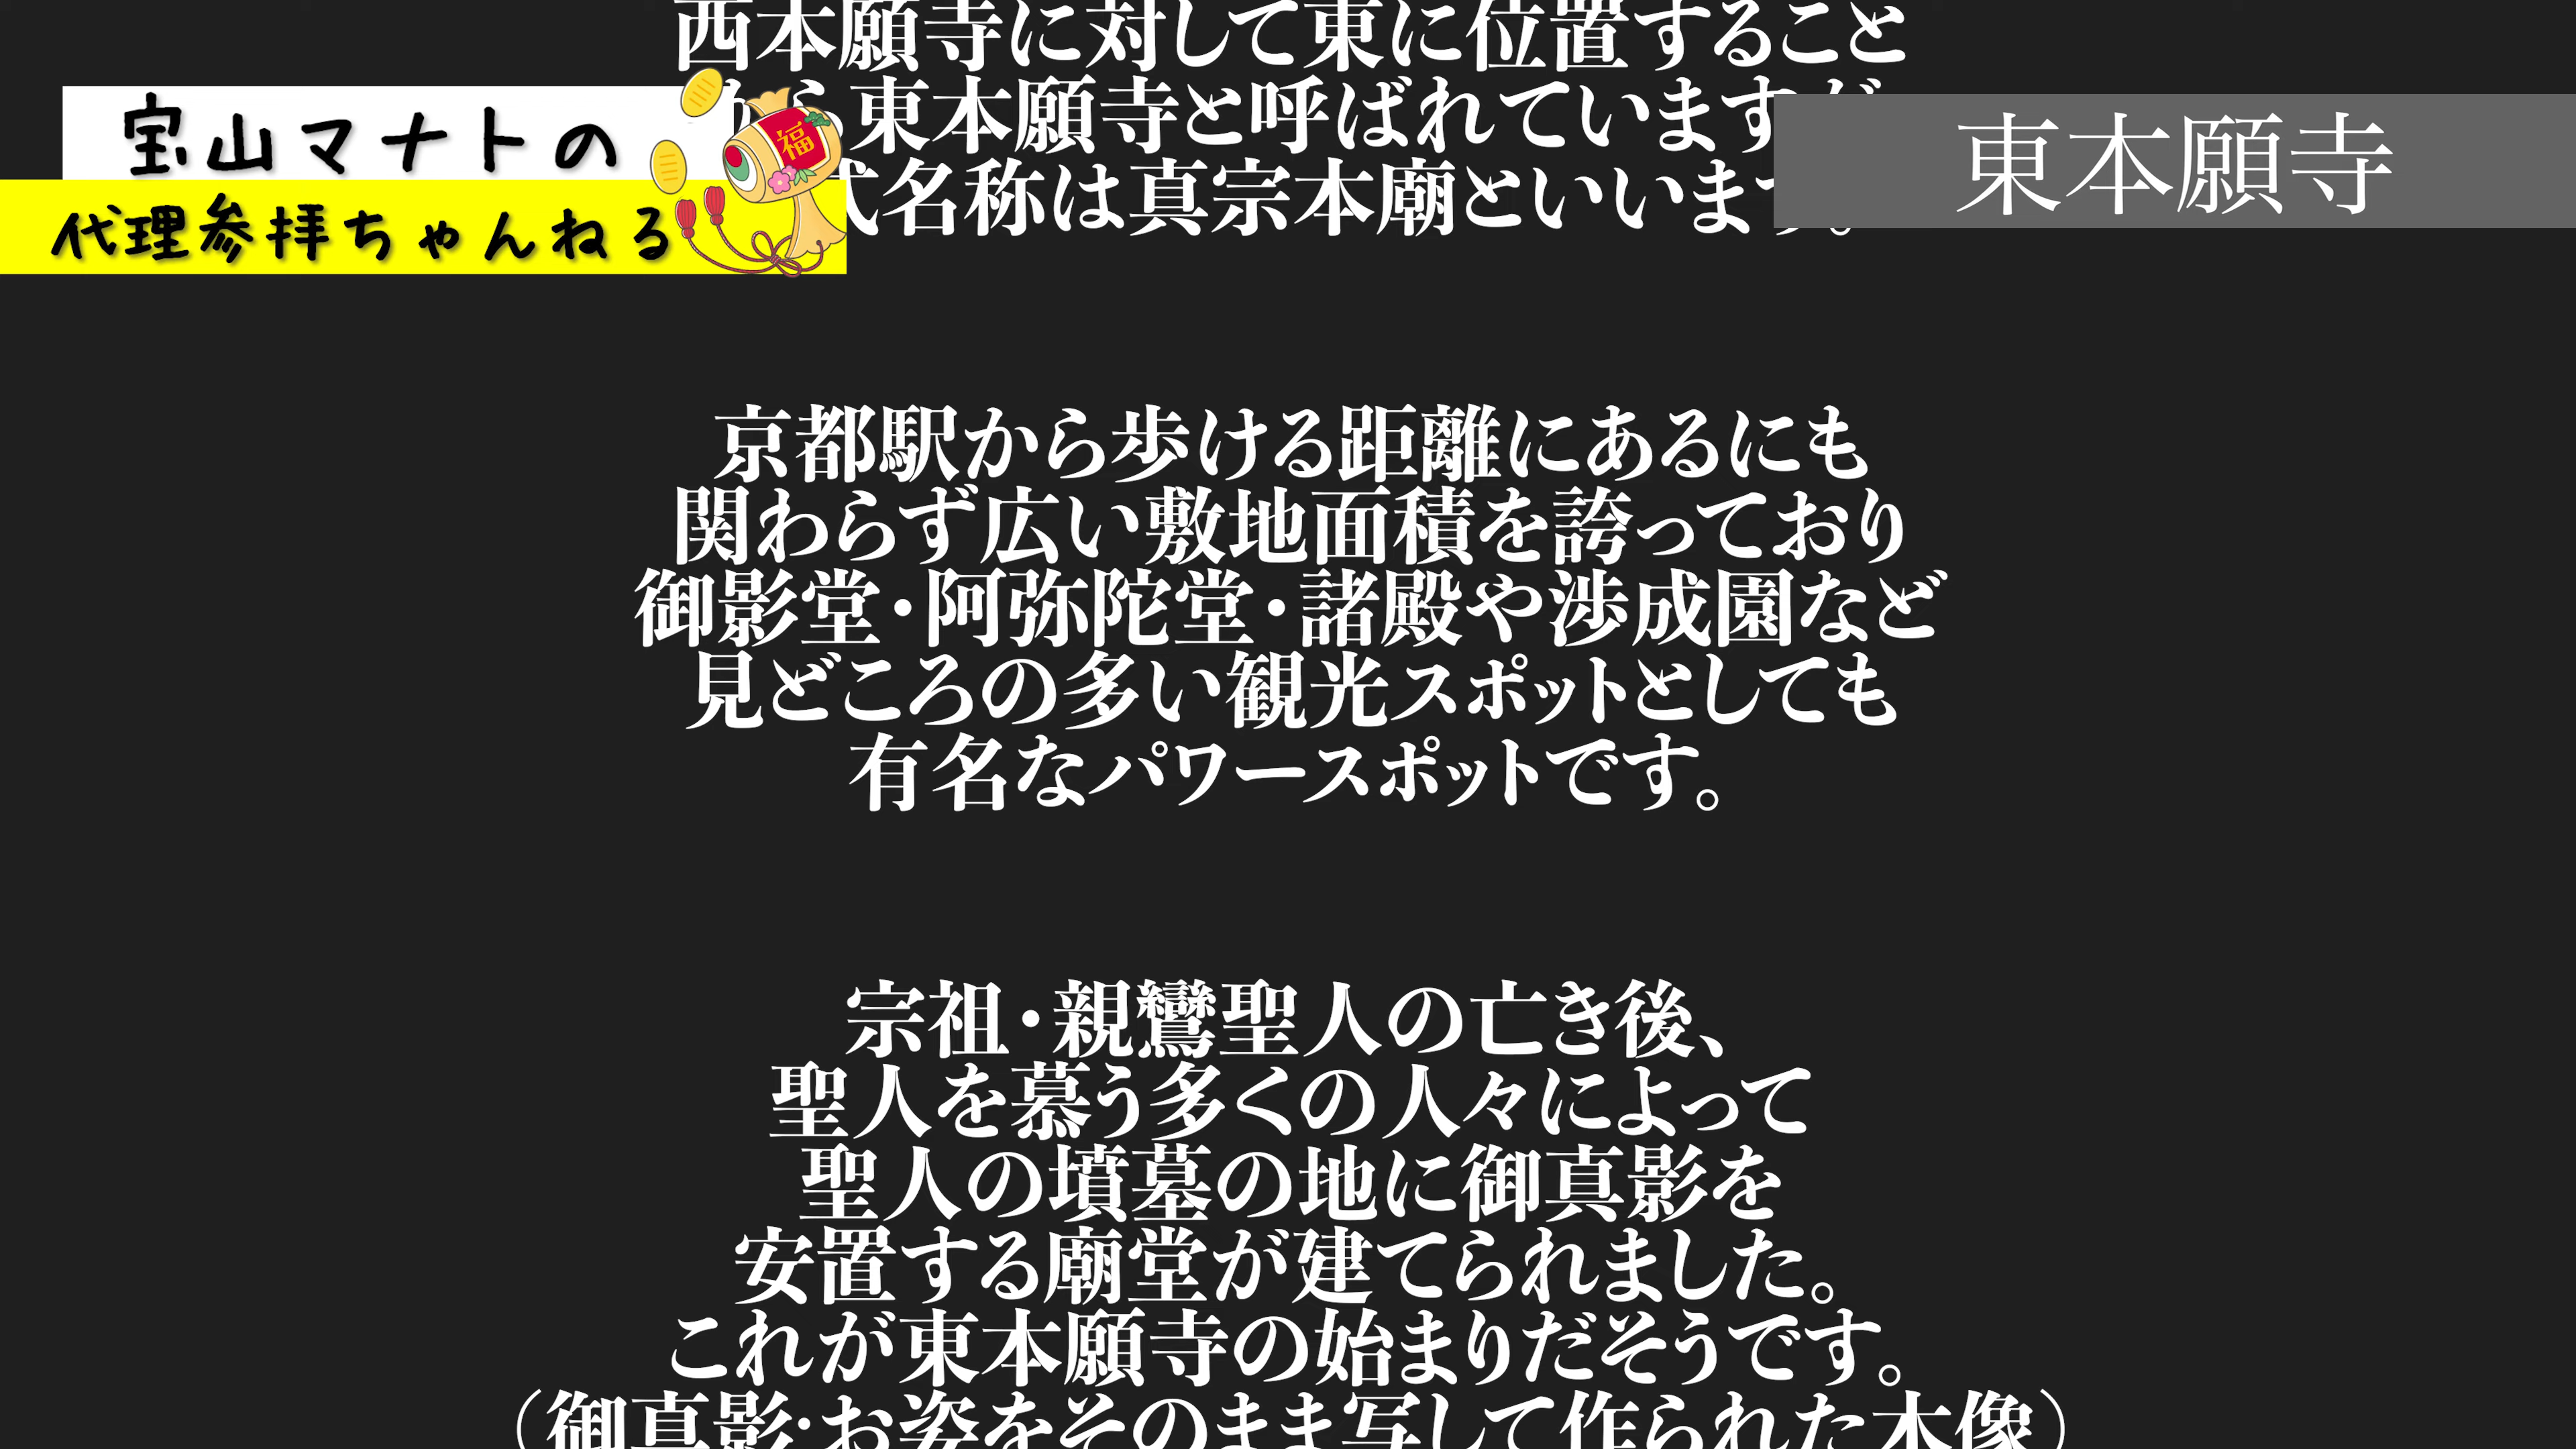 西本願寺に対して東に位置すること
東本願寺と呼ばれていますが
式名称は真宗本廟といいます。
宝山マナトの
代理参拝ちゃんねる
福
東本願寺
京都駅から歩ける距離にあるにも
関わらず広い敷地面積を誇っており
御影堂・阿弥陀堂・諸殿や渉成園など
見どころの多い観光スポットとしても
有名なパワースポットです。
宗祖・親鸞聖人の亡き後、
聖人を慕う多くの人々によって
聖人の墳墓の地に御真影を
安置する廟堂が建てられました。
これが東本願寺の始まりだそうです。
（御真影:お姿をそのまま写して作られた木像）